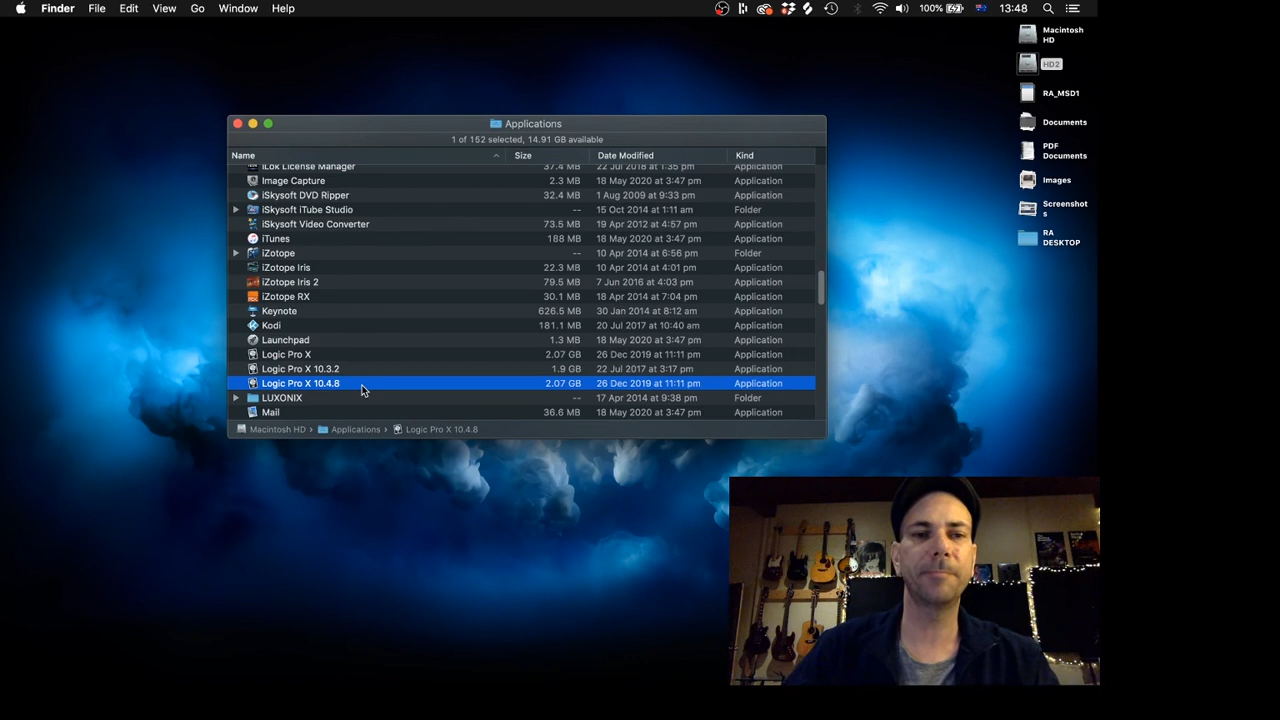 Finder File Edit View Go Window Help 100% 13:48
Macintosh HD
HD2
RA_MSD1
Documents
PDF Documents
Images
Screenshots
RA DESKTOP
Applications
1 of 152 selected, 14.91 GB available
Name Size Date Modified Kind
iLok License Manager 37.4 MB 22 Jul 2018 at 1:35 pm Application
Image Capture 2.3 MB 18 May 2020 at 3:47 pm Application
iSkysoft DVD Ripper 32.4 MB 1 Aug 2009 at 9:33 pm Application
iSkysoft iTube Studio -- 15 Oct 2014 at 1:11 am Folder
iSkysoft Video Converter 73.5 MB 19 Apr 2012 at 4:57 pm Application
iTunes 188 MB 18 May 2020 at 3:47 pm Application
iZotope -- 10 Apr 2014 at 6:56 pm Folder
iZotope Iris 22.3 MB 10 Apr 2014 at 4:01 pm Application
iZotope Iris 2 79.5 MB 7 Jun 2016 at 4:03 pm Application
iZotope RX 30.1 MB 18 Apr 2014 at 7:04 pm Application
Keynote 626.5 MB 30 Jan 2014 at 8:12 am Application
Kodi 181.1 MB 20 Jul 2017 at 10:40 am Application
Launchpad 1.3 MB 18 May 2020 at 3:47 pm Application
Logic Pro X 2.07 GB 26 Dec 2019 at 11:11 pm Application
Logic Pro X 10.3.2 1.9 GB 22 Jul 2017 at 3:17 pm Application
Logic Pro X 10.4.8 2.07 GB 26 Dec 2019 at 11:11 pm Application
LUXONIX -- 17 Apr 2014 at 9:38 pm Folder
Mail 36.6 MB 18 May 2020 at 3:47 pm Application
Macintosh HD › Applications › Logic Pro X 10.4.8